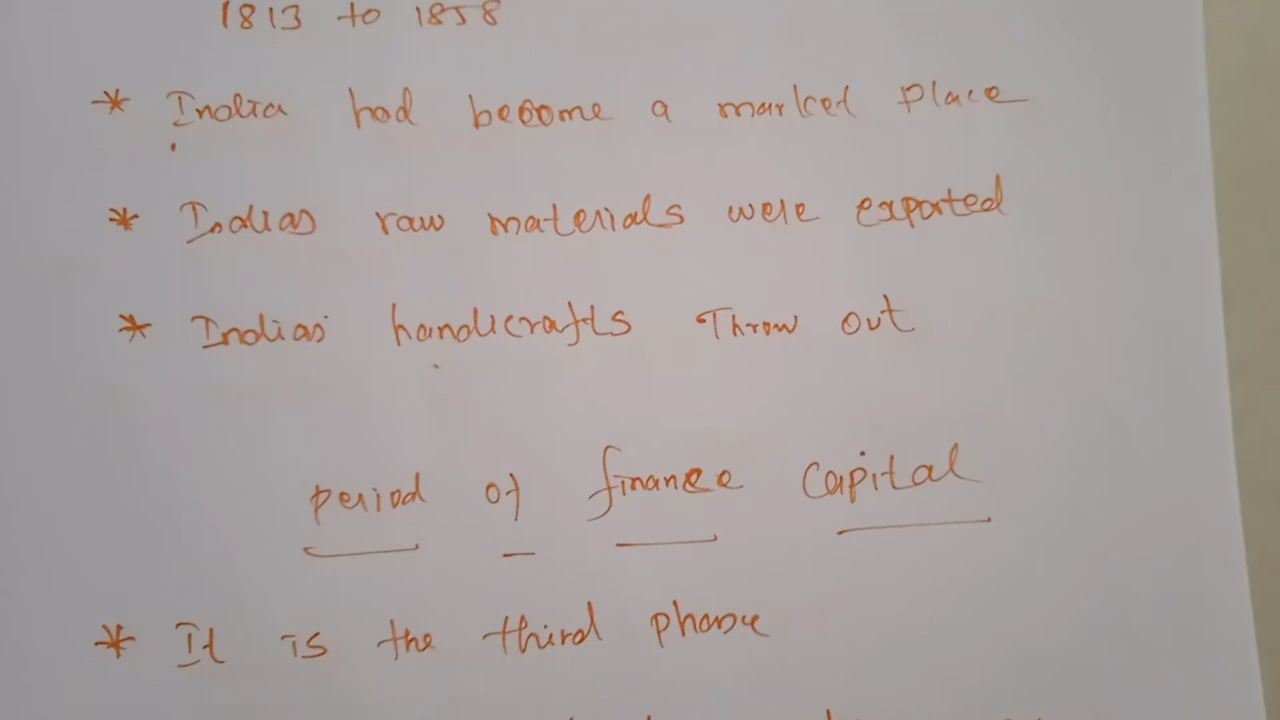 1813 to 1858
* India had become a market place
* Indias raw materials were exported
* Indias handicrafts Throw out
period of finance capital
* It is the third phase